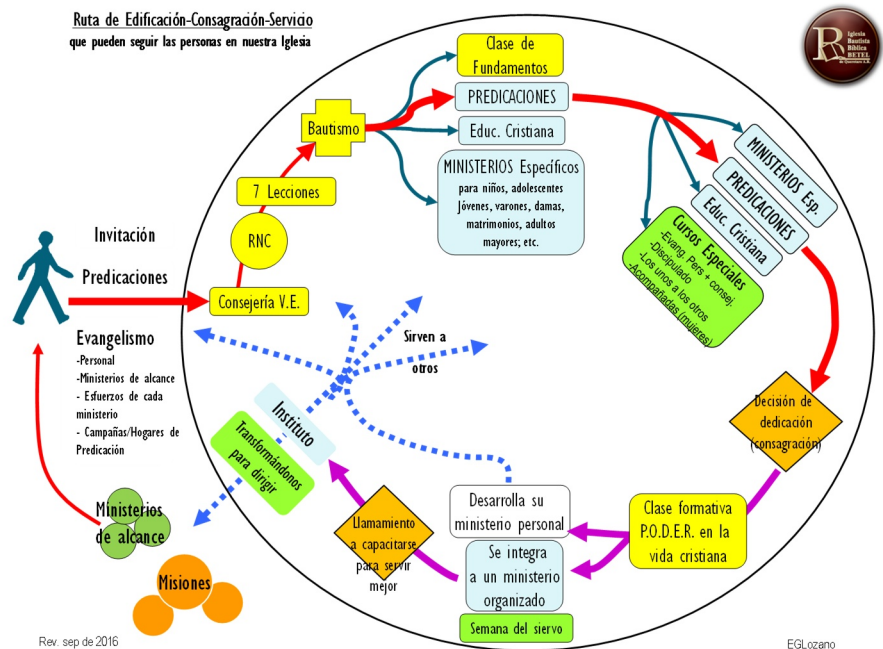 Ruta de Edificación-Consagración-Servicio
que pueden seguir las personas en nuestra Iglesia
Iglesia
Bautista
Bíblica
BETEL
de Querétaro A.R.
Clase de
Fundamentos
PREDICACIONES
Bautismo
Educ. Cristiana
MINISTERIOS Específicos
para niños, adolescentes
Jóvenes, varones, damas,
matrimonios, adultos
mayores; etc.
MINISTERIOS Esp.
PREDICACIONES
Educ. Cristiana
Cursos Especiales
-Evang. Pers + consej.
-Discipulado
-Los unos a los otros
-Acompañadas (mujeres)
7 Lecciones
RNC
Invitación
Predicaciones
Consejería V.E.
Evangelismo
-Personal
-Ministerios de alcance
- Esfuerzos de cada
ministerio
- Campañas/Hogares de
Predicación
Sirven a
otros
Instituto
Transformándonos
para dirigir
Decisión de
dedicación
(consagración)
Clase formativa
P.O.D.E.R. en la
vida cristiana
Desarrolla su
ministerio personal
Se integra
a un ministerio
organizado
Semana del siervo
Llamamiento
a capacitarse
para servir
mejor
Ministerios
de alcance
Misiones
Rev. sep de 2016
EGLozano